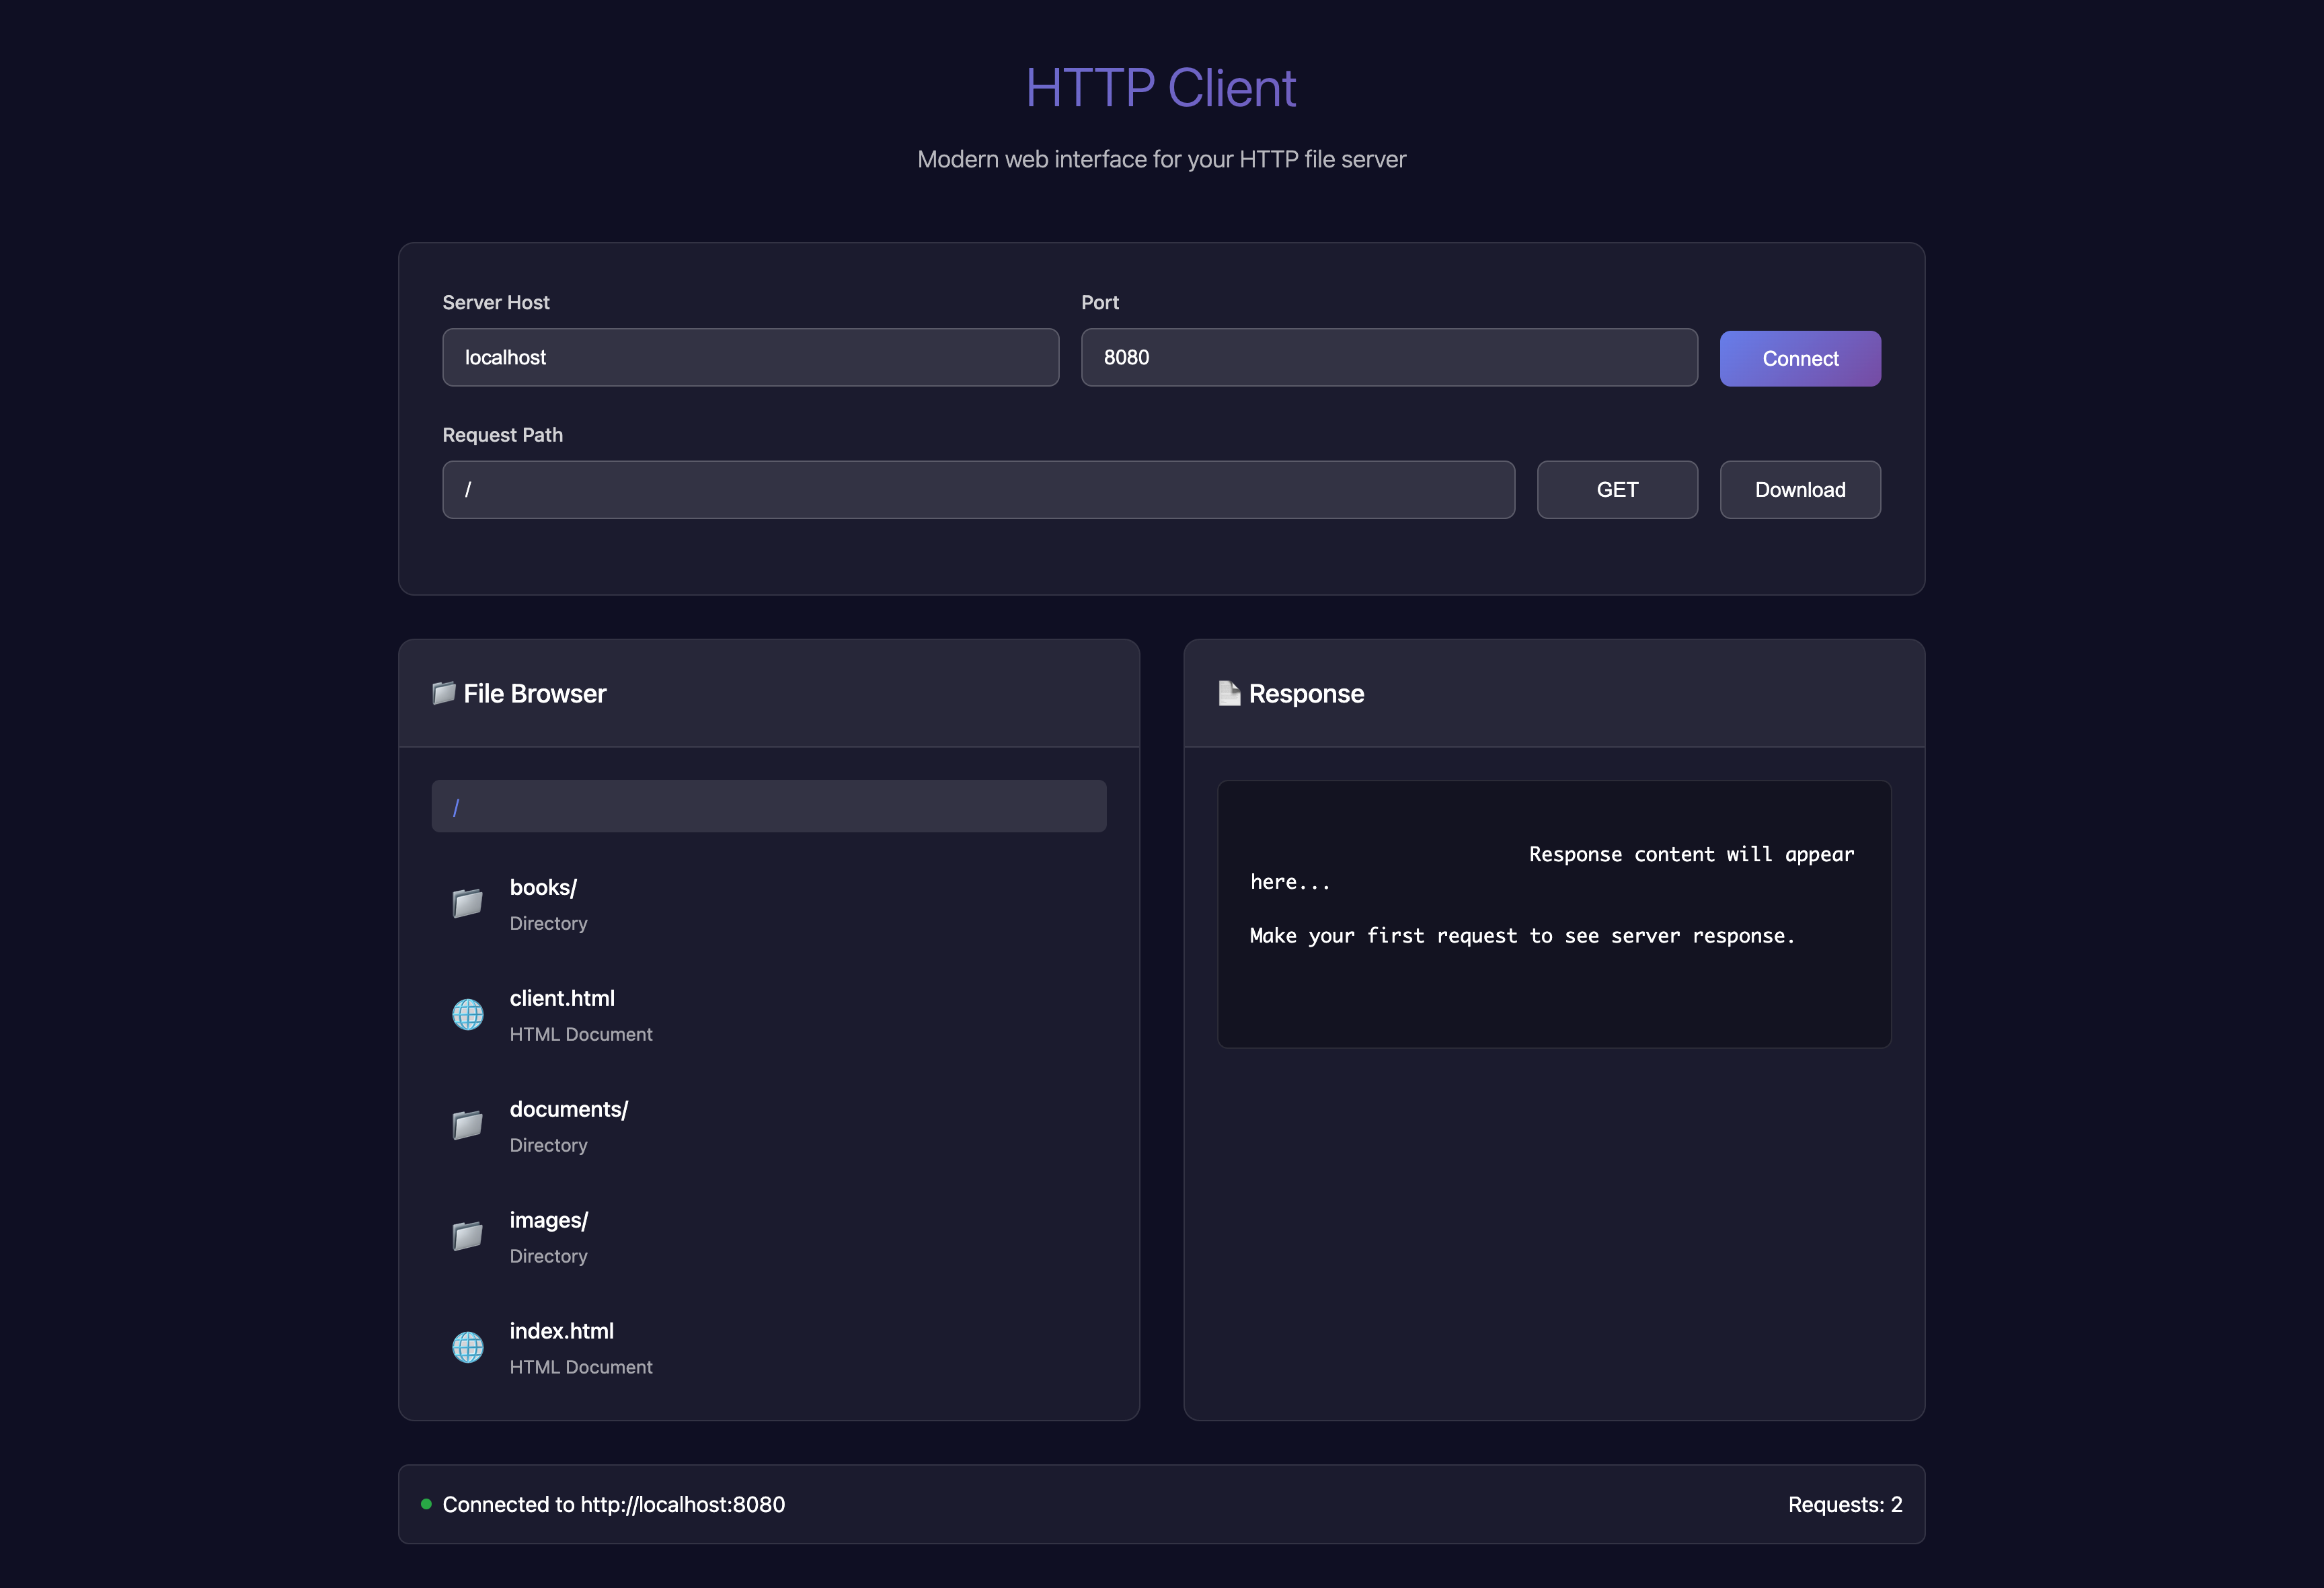 HTTP Client
Modern web interface for your HTTP file server
Server Host
Port
localhost
8080
Connect
Request Path
/
GET
Download
File Browser
/
books/
Directory
client.html
HTML Document
documents/
Directory
images/
Directory
index.html
HTML Document
Response
Response content will appear
here...
Make your first request to see server response.
Connected to http://localhost:8080
Requests: 2